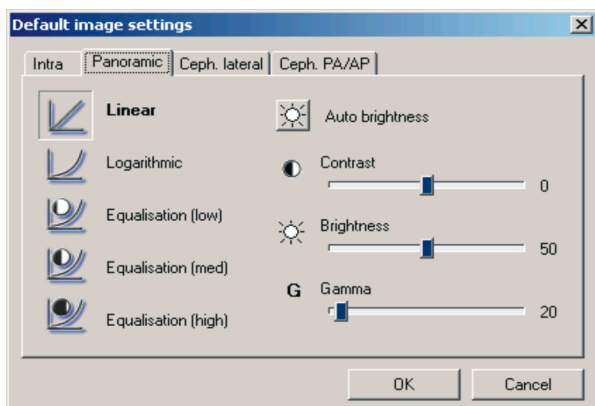 Default image settings
Intra Panoramic Ceph. lateral Ceph. PA/AP
Linear
Logarithmic
Equalisation (low)
Equalisation (med)
Equalisation (high)
Auto brightness
Contrast
0
Brightness
50
G Gamma
20
OK Cancel